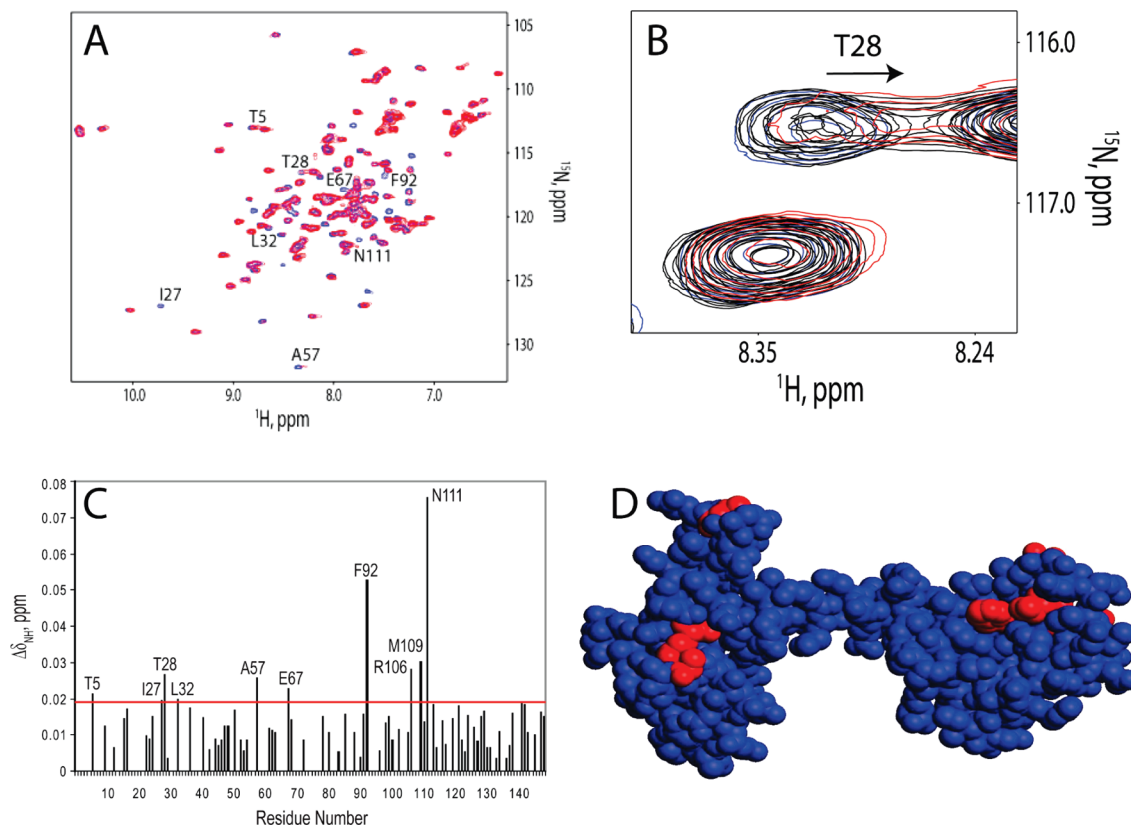 A
T5
T28
E67
F92
L32
N111
I27
A57
105
110
115
120
130
15N, ppm
10.0 9.0 8.0 7.0
1H, ppm
B
T28
116.0
117.0
15N, ppm
8.35 8.24
1H, ppm
C
0.08
0.07
0.06
0.05
0.04
0.03
0.02
0.01
0
ΔδNH, ppm
N111
F92
M109
R106
T28
A57
E67
T5
I27
L32
10 20 30 40 50 60 70 80 90 100 110 120 130 140
Residue Number
D